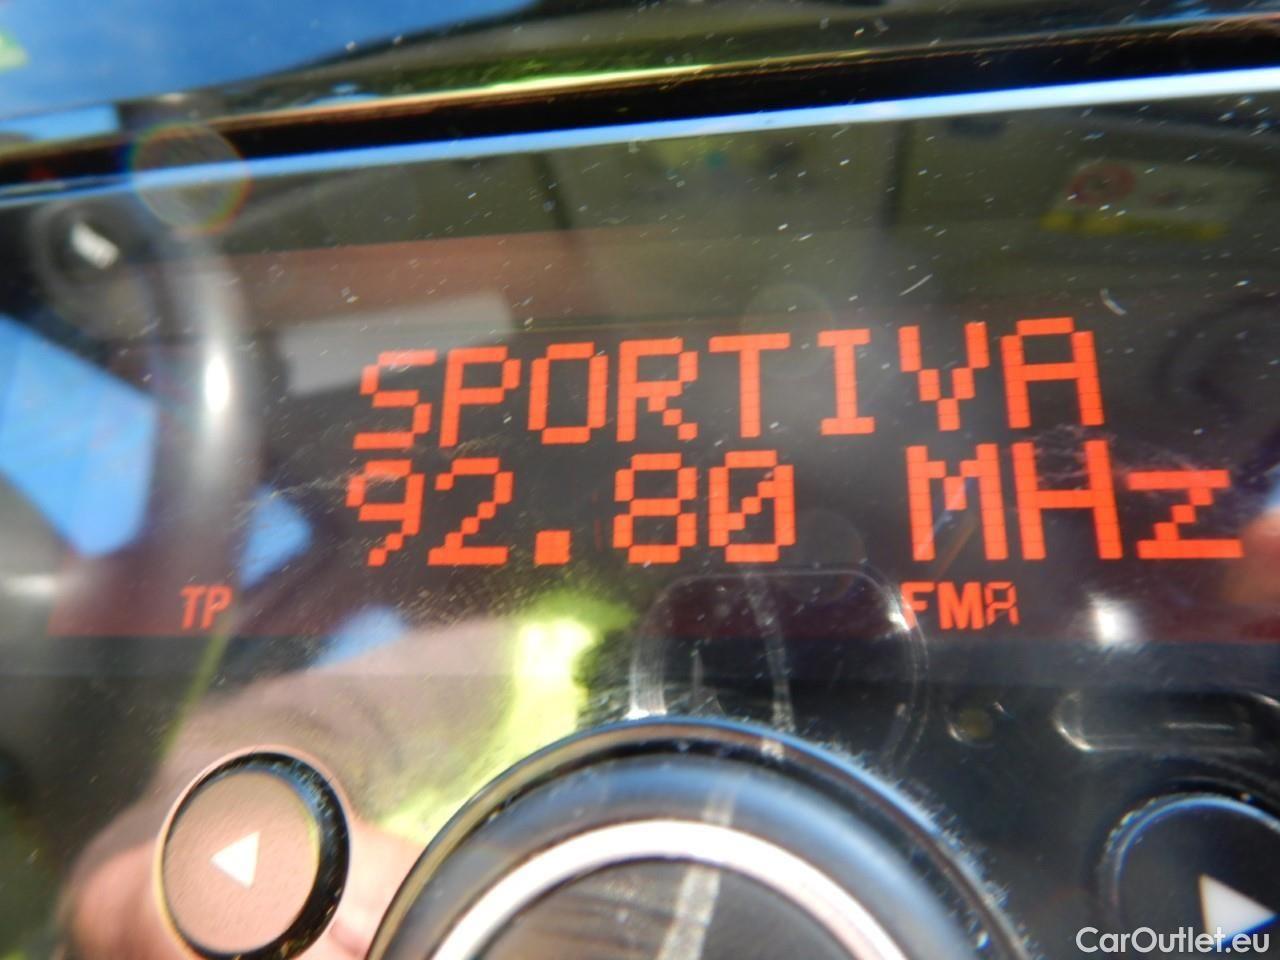 SPORTIVA
92.80 MHz
TP FMA
CarOutlet.eu